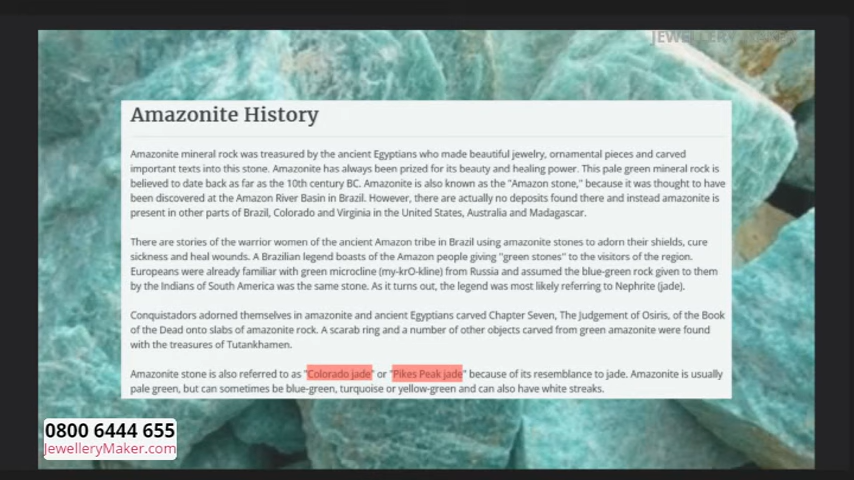 JEWELLERY MAKER
Amazonite History
Amazonite mineral rock was treasured by the ancient Egyptians who made beautiful jewelry, ornamental pieces and carved
important texts into this stone. Amazonite has always been prized for its beauty and healing power. This pale green mineral rock is
believed to date back as far as the 10th century BC. Amazonite is also known as the "Amazon stone," because it was thought to have
been discovered at the Amazon River Basin in Brazil. However, there are actually no deposits found there and instead amazonite is
present in other parts of Brazil, Colorado and Virginia in the United States, Australia and Madagascar.
There are stories of the warrior women of the ancient Amazon tribe in Brazil using amazonite stones to adorn their shields, cure
sickness and heal wounds. A Brazilian legend boasts of the Amazon people giving "green stones" to the visitors of the region.
Europeans were already familiar with green microcline (my-krO-kline) from Russia and assumed the blue-green rock given to them
by the Indians of South America was the same stone. As it turns out, the legend was most likely referring to Nephrite (jade).
Conquistadors adorned themselves in amazonite and ancient Egyptians carved Chapter Seven, The Judgement of Osiris, of the Book
of the Dead onto slabs of amazonite rock. A scarab ring and a number of other objects carved from green amazonite were found
with the treasures of Tutankhamen.
Amazonite stone is also referred to as "Colorado jade" or "Pikes Peak jade" because of its resemblance to jade. Amazonite is usually
pale green, but can sometimes be blue-green, turquoise or yellow-green and can also have white streaks.
0800 6444 655
JewelleryMaker.com